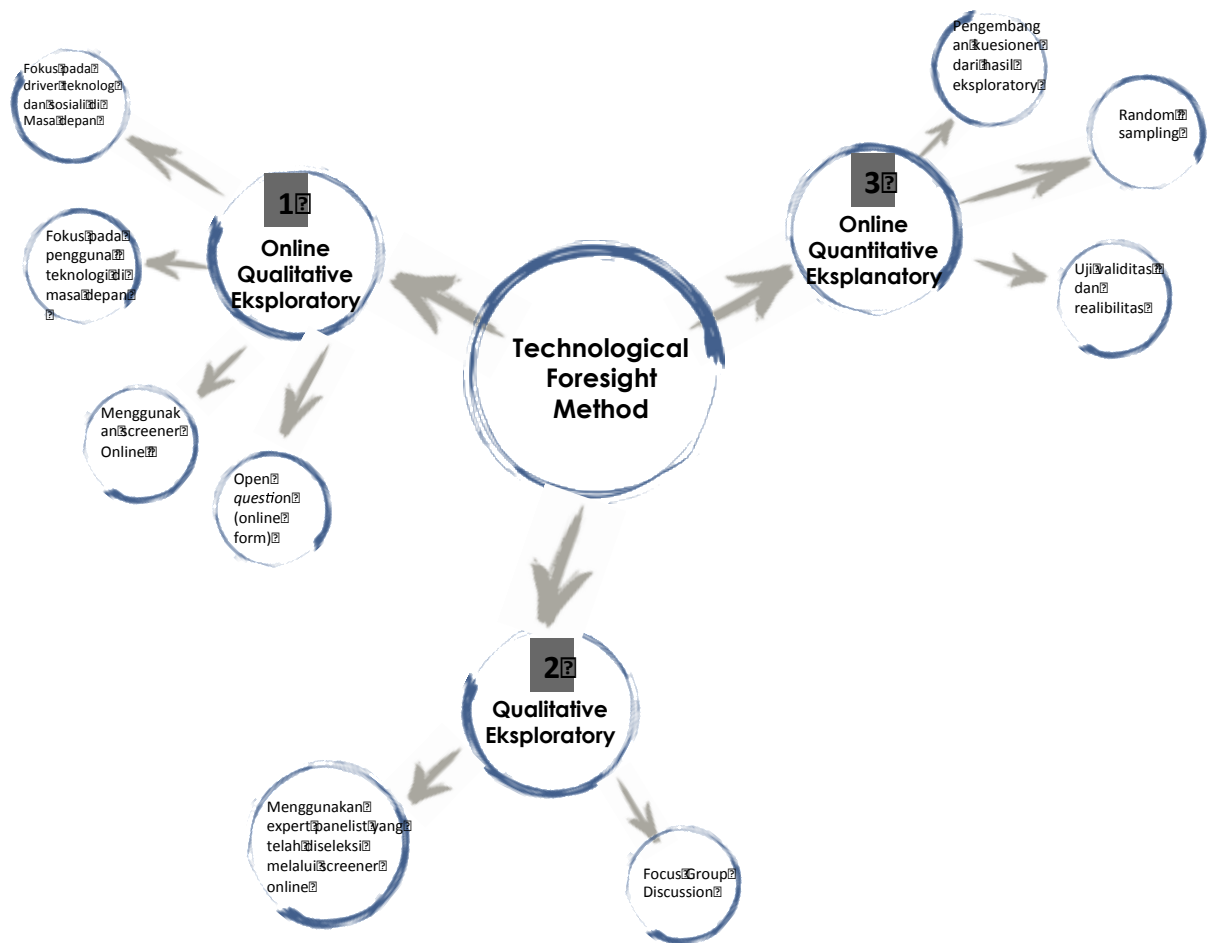 Technological
Foresight
Method
1
Online
Qualitative
Eksploratory
Fokus pada
driver teknolog
dan sosiali di
Masa depan
Fokus pada
pengguna
teknologi di
masa depan
Menggunak
an screener
Online
Open
question
(online
form)
2
Qualitative
Eksploratory
Menggunakan
expert panelist yang
telah diseleksi
melalui screener
online
Focus Group
Discussion
3
Online
Quantitative
Eksplanatory
Pengembang
an kuesioner
dari hasil
eksploratory
Random
sampling
Uji validitas
dan
realibilitas